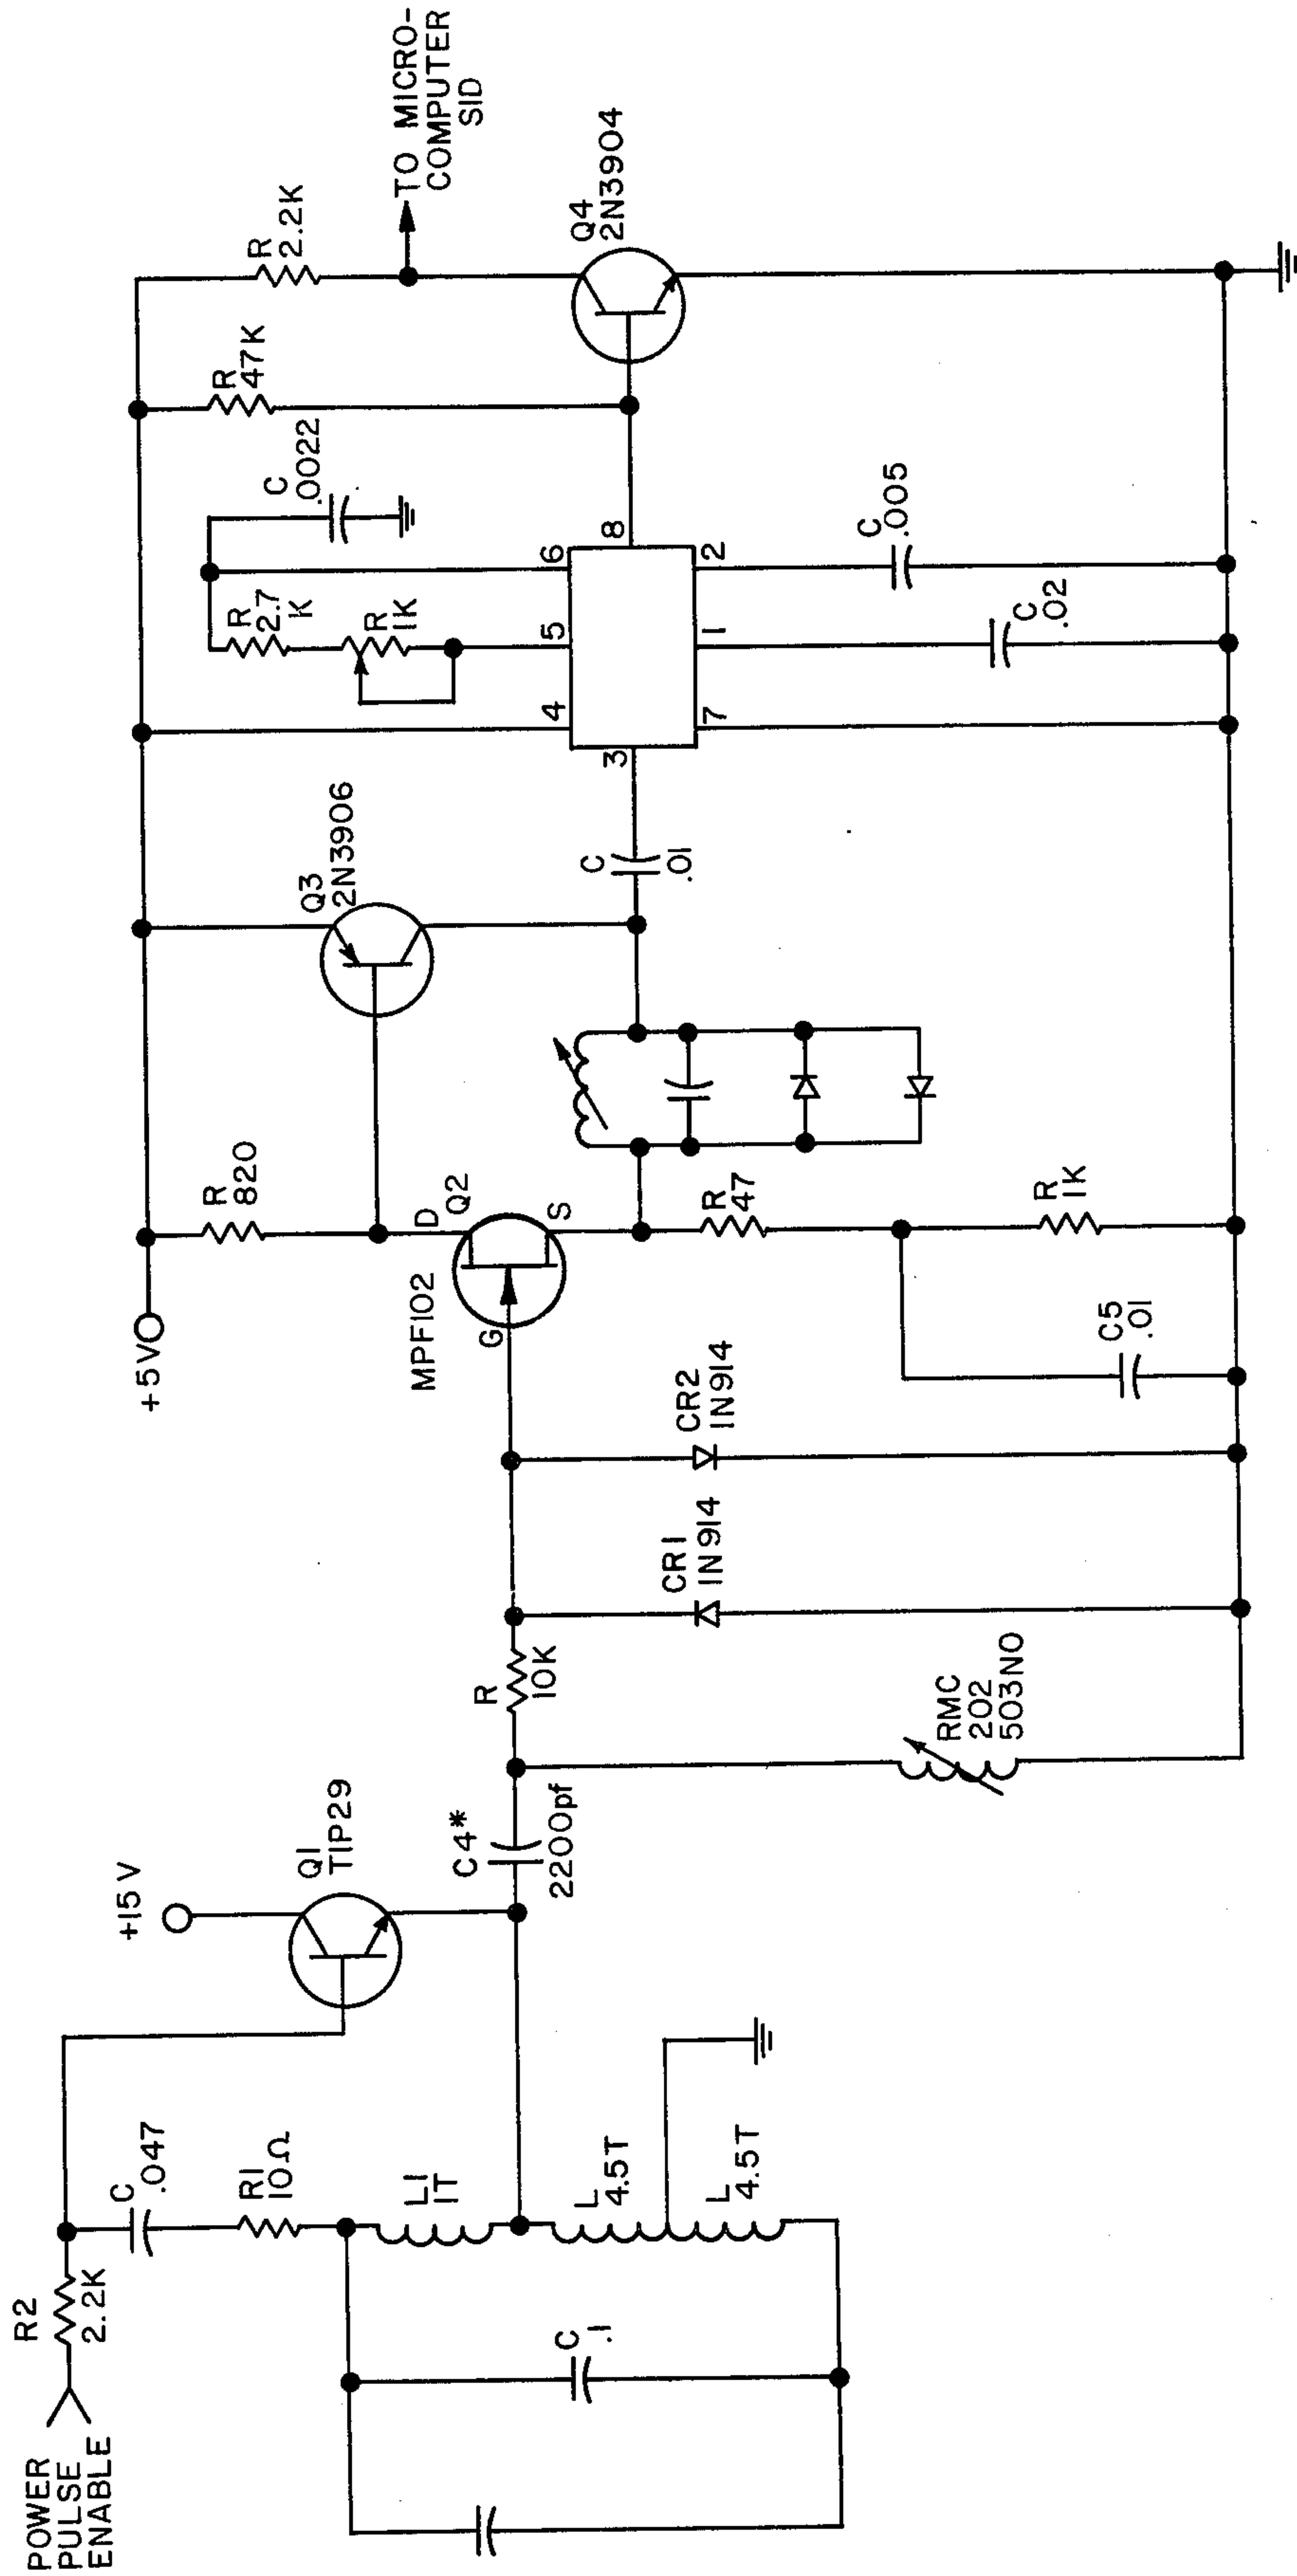 POWER
PULSE
ENABLE
R2
2.2K
C
.047
R1
10Ω
L1
1T
L
4.5T
L
4.5T
C
.1
+15V
Q1
TIP29
C4*
2200pf
R
10K
RMC
202
503N0
CR1
1N914
CR2
1N914
+5V
R
820
MPF102
G
D
Q2
S
R
47
R
1K
C5
.01
Q3
2N3906
C
.01
3
4
5
6
7
1
2
8
R
2.7
K
R
1K
C
.0022
C
.02
C
.005
R
47K
R
2.2K
TO MICRO-
COMPUTER
SID
Q4
2N3904